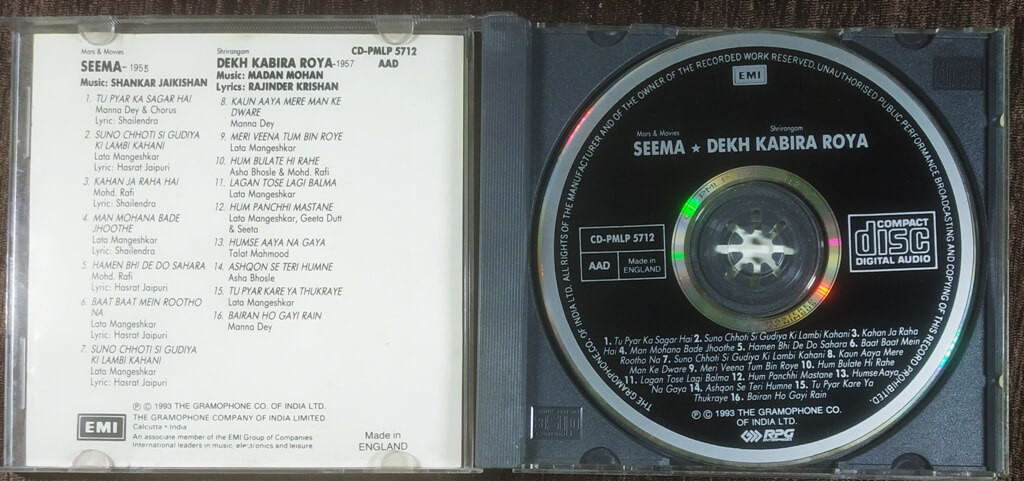 Mars & Movies
SEEMA- 1955
Music: SHANKAR JAIKISHAN
1. TU PYAR KA SAGAR HAI
Manna Dey & Chorus
Lyric: Shailendra
2. SUNO CHHOTI SI GUDIYA
KI LAMBI KAHANI
Lata Mangeshkar
Lyric: Hasrat Jaipuri
3. KAHAN JA RAHA HAI
Mohd. Rafi
Lyric: Shailendra
4. MAN MOHANA BADE
JHOOTHE
Lata Mangeshkar
Lyric: Shailendra
5. HAMEN BHI DE DO SAHARA
Mohd. Rafi
Lyric: Hasrat Jaipuri
6. BAAT BAAT MEIN ROOTHO
NA
Lata Mangeshkar
Lyric: Hasrat Jaipuri
7. SUNO CHHOTI SI GUDIYA
KI LAMBI KAHANI
Lata Mangeshkar
Lyric: Hasrat Jaipuri
Shrirangam
DEKH KABIRA ROYA-1957
Music: MADAN MOHAN
Lyrics: RAJINDER KRISHAN
8. KAUN AAYA MERE MAN KE
DWARE
Manna Dey
9. MERI VEENA TUM BIN ROYE
Lata Mangeshkar
10. HUM BULATE HI RAHE
Asha Bhosle & Mohd. Rafi
11. LAGAN TOSE LAGI BALMA
Lata Mangeshkar
12. HUM PANCHHI MASTANE
Lata Mangeshkar, Geeta Dutt
& Seeta
13. HUMSE AAYA NA GAYA
Talat Mahmood
14. ASHQON SE TERI HUMNE
Asha Bhosle
15. TU PYAR KARE YA THUKRAYE
Lata Mangeshkar
16. BAIRAN HO GAYI RAIN
Manna Dey
CD-PMLP 5712
AAD
EMI
℗ © 1993 THE GRAMOPHONE CO. OF INDIA LTD.
THE GRAMOPHONE COMPANY OF INDIA LIMITED
Calcutta • India
An associate member of the EMI Group of Companies
International leaders in music, electronics and leisure
Made in
ENGLAND
THE GRAMOPHONE CO. OF INDIA LTD. ALL RIGHTS OF THE MANUFACTURER AND OF THE OWNER OF THE RECORDED WORK RESERVED. UNAUTHORISED PUBLIC PERFORMANCE BROADCASTING AND COPYING OF THIS RECORD PROHIBITED.
EMI
Mars & Movies
Shrirangam
SEEMA ★ DEKH KABIRA ROYA
CD-PMLP 5712
AAD
Made in
ENGLAND
COMPACT
disc
DIGITAL AUDIO
1. Tu Pyar Ka Sagar Hai 2. Suno Chhoti Si Gudiya Ki Lambi Kahani 3. Kahan Ja Raha
Hai 4. Man Mohana Bade Jhoothe 5. Hamen Bhi De Do Sahara 6. Baat Baat Mein
Rootho Na 7. Suno Chhoti Si Gudiya Ki Lambi Kahani 8. Kaun Aaya Mere
Man Ke Dware 9. Meri Veena Tum Bin Roye 10. Hum Bulate Hi Rahe
11. Lagan Tose Lagi Balma 12. Hum Panchhi Mastane 13. Humse Aaya
Na Gaya 14. Ashqon Se Teri Humne 15. Tu Pyar Kare Ya
Thukraye 16. Bairan Ho Gayi Rain
℗ © 1993 THE GRAMOPHONE CO.
OF INDIA LTD.
RPG